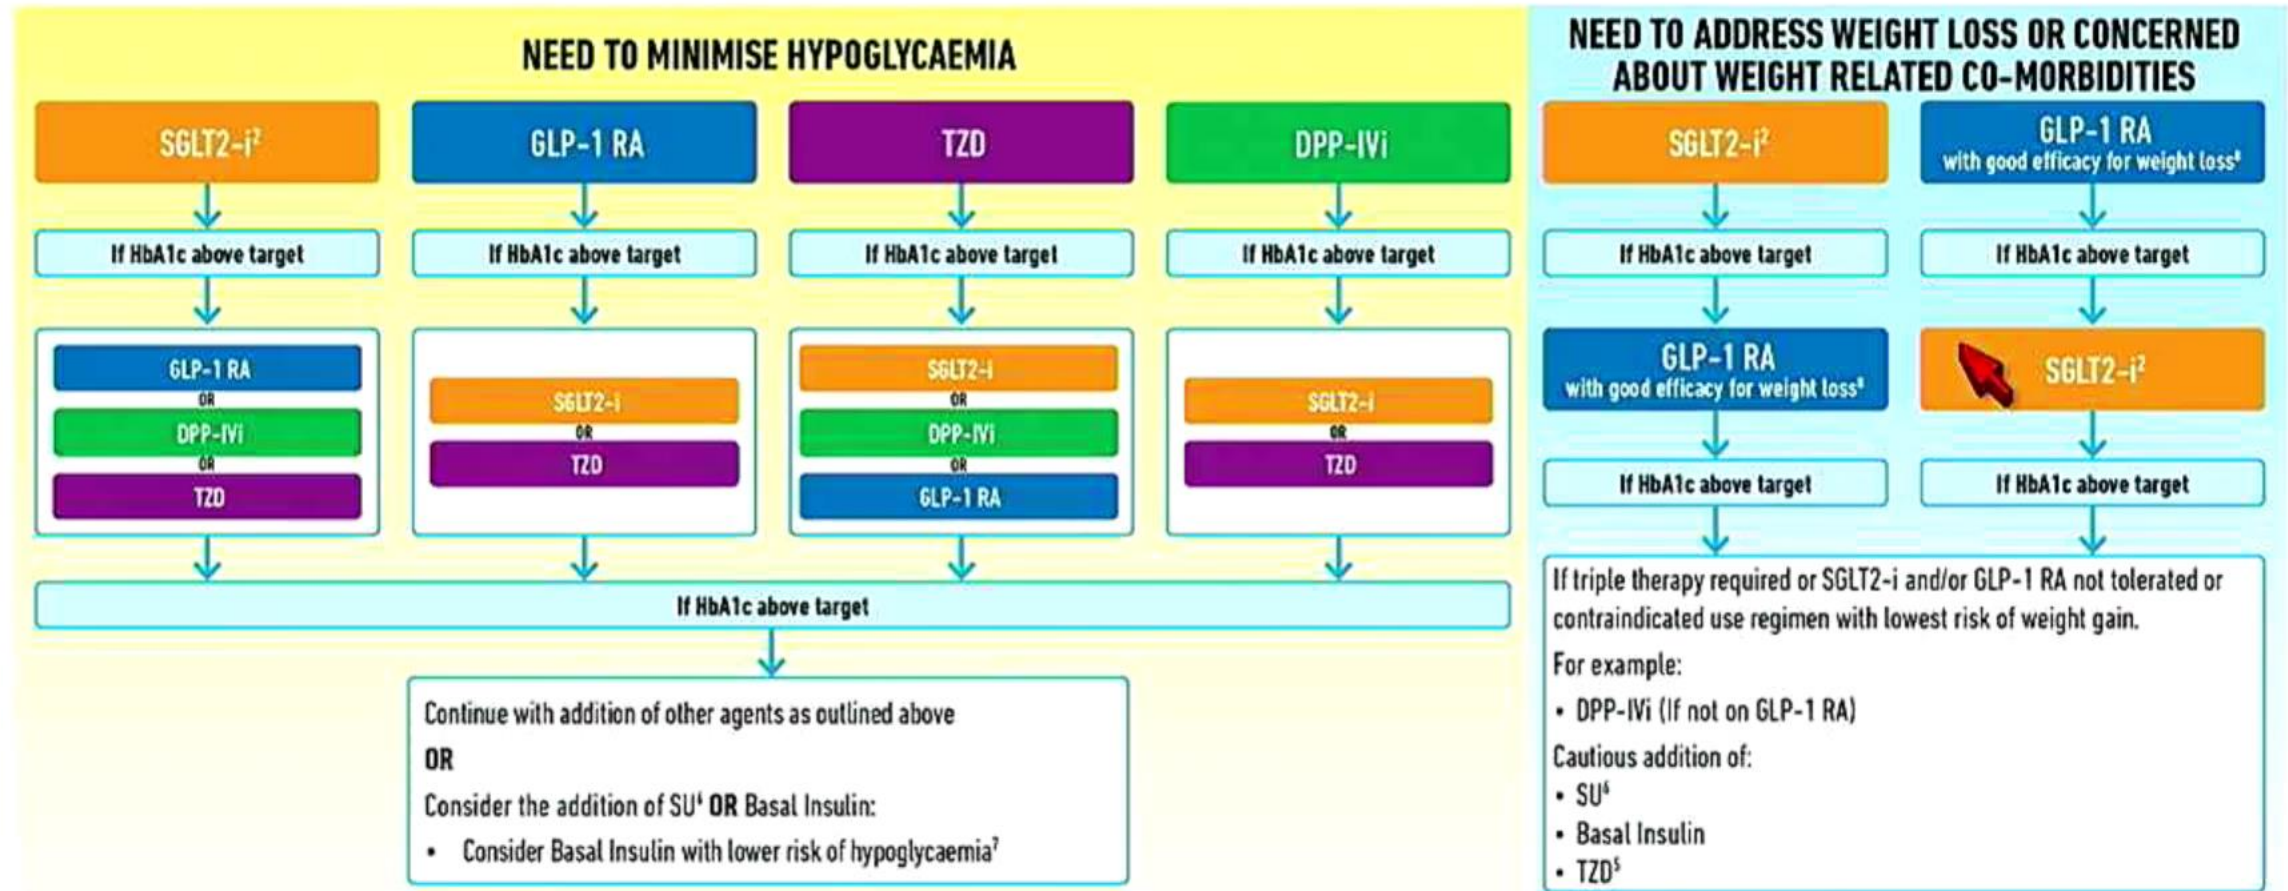 NEED TO MINIMISE HYPOGLYCAEMIA
SGLT2-i²
GLP-1 RA
TZD
DPP-IVi
If HbA1c above target
If HbA1c above target
If HbA1c above target
If HbA1c above target
GLP-1 RA
OR
DPP-IVi
OR
TZD
SGLT2-i
OR
TZD
SGLT2-i
OR
DPP-IVi
OR
GLP-1 RA
SGLT2-i
OR
TZD
If HbA1c above target
Continue with addition of other agents as outlined above
OR
Consider the addition of SU⁶ OR Basal Insulin:
• Consider Basal Insulin with lower risk of hypoglycaemia⁷
NEED TO ADDRESS WEIGHT LOSS OR CONCERNED
ABOUT WEIGHT RELATED CO-MORBIDITIES
SGLT2-i²
If HbA1c above target
GLP-1 RA
with good efficacy for weight loss⁸
If HbA1c above target
GLP-1 RA
with good efficacy for weight loss⁸
If HbA1c above target
SGLT2-i²
If HbA1c above target
If triple therapy required or SGLT2-i and/or GLP-1 RA not tolerated or
contraindicated use regimen with lowest risk of weight gain.
For example:
• DPP-IVi (If not on GLP-1 RA)
Cautious addition of:
• SU⁶
• Basal Insulin
• TZD⁵